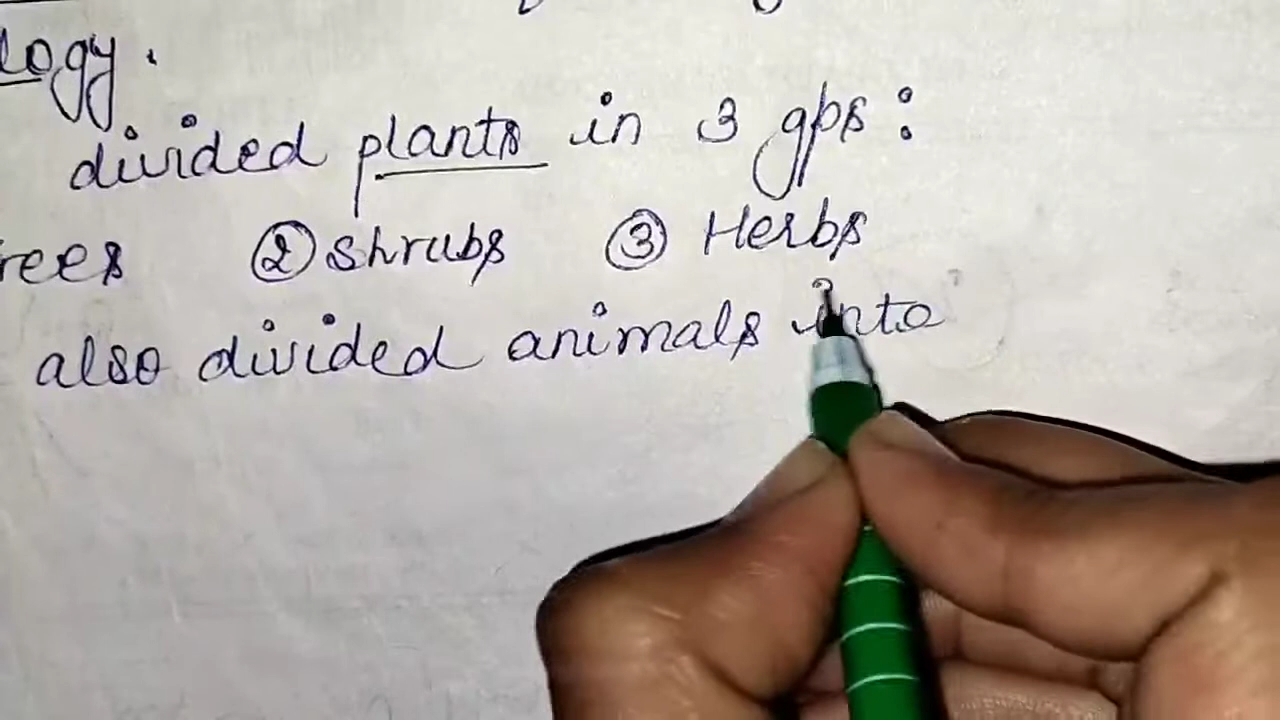 logy.
divided plants in 3 gps:
rees ② shrubs ③ Herbs
also divided animals into